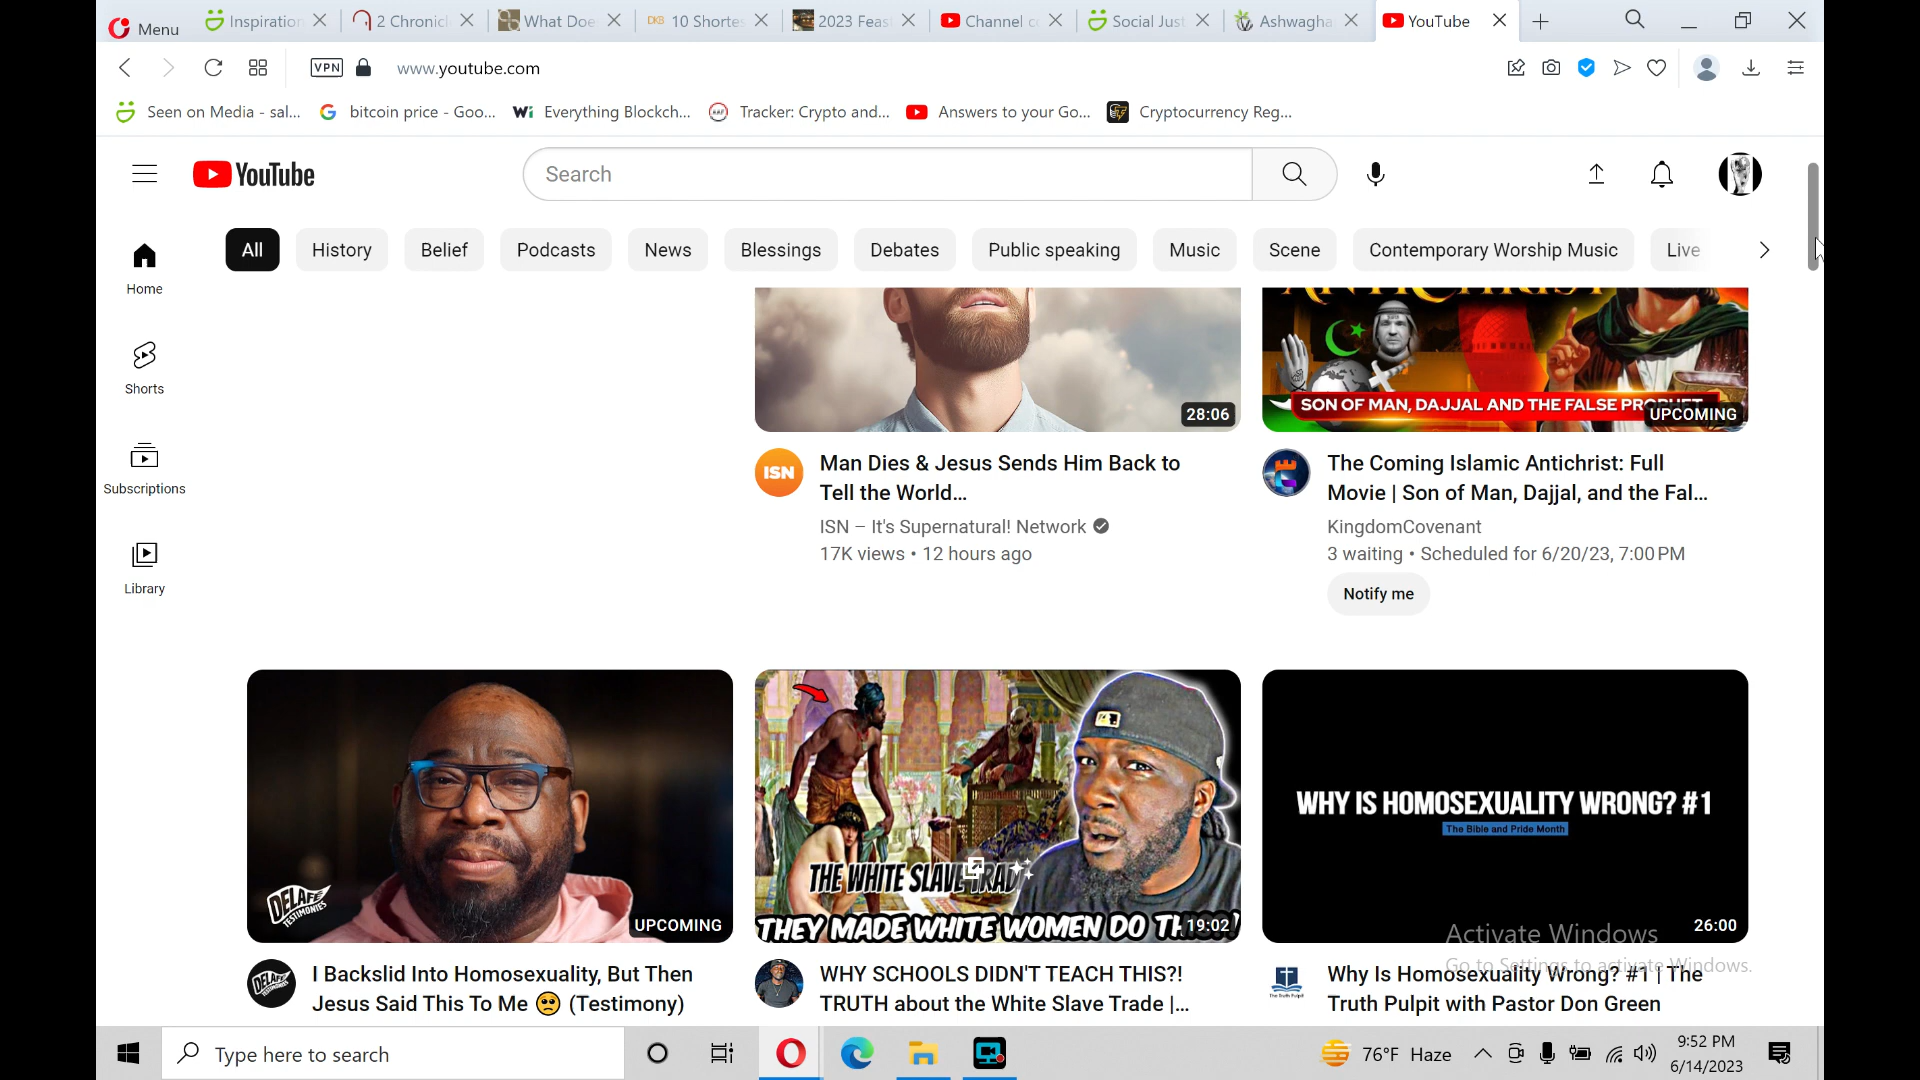 Menu
Inspiration
2 Chronicl
What Doe
10 Shortes
2023 Feas
Channel c
Social Just
Ashwagha
YouTube
VPN
www.youtube.com
Seen on Media - sal...
bitcoin price - Goo...
Everything Blockch...
Tracker: Crypto and...
Answers to your Go...
Cryptocurrency Reg...
YouTube
Search
All
History
Belief
Podcasts
News
Blessings
Debates
Public speaking
Music
Scene
Contemporary Worship Music
Live
Home
Shorts
Subscriptions
Library
28:06
SON OF MAN, DAJJAL AND THE FALSE
UPCOMING
ISN
Man Dies & Jesus Sends Him Back to
Tell the World...
ISN – It's Supernatural! Network
17K views • 12 hours ago
The Coming Islamic Antichrist: Full
Movie | Son of Man, Dajjal, and the Fal...
KingdomCovenant
3 waiting • Scheduled for 6/20/23, 7:00 PM
Notify me
DELAFE
TESTIMONIES
UPCOMING
THE WHITE SLAVE TRAD
THEY MADE WHITE WOMEN DO
19:02
WHY IS HOMOSEXUALITY WRONG? #1
The Bible and Pride Month
26:00
I Backslid Into Homosexuality, But Then
Jesus Said This To Me 🥺 (Testimony)
WHY SCHOOLS DIDN'T TEACH THIS?!
TRUTH about the White Slave Trade |...
Why Is Homosexuality Wrong? #1 | The
Truth Pulpit with Pastor Don Green
Activate Windows
Go to Settings to activate Windows.
Type here to search
76°F Haze
9:52 PM
6/14/2023